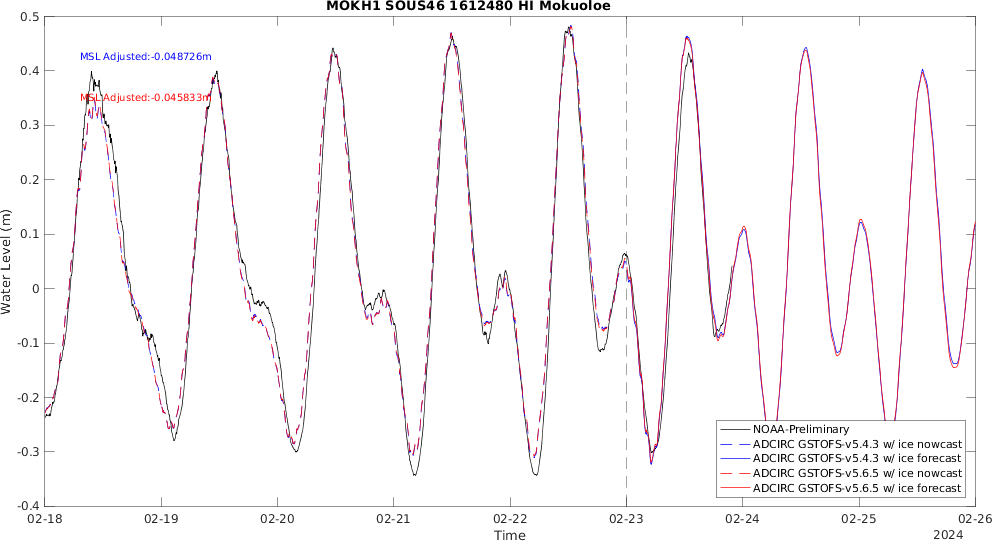 MOKH1 SOUS46 1612480 HI Mokuoloe
0.5
0.4
0.3
0.2
0.1
0
-0.1
-0.2
-0.3
-0.4
Water Level (m)
MSL Adjusted:-0.048726m
MSL Adjusted:-0.045833m
NOAA-Preliminary
ADCIRC GSTOFS-v5.4.3 w/ ice nowcast
ADCIRC GSTOFS-v5.4.3 w/ ice forecast
ADCIRC GSTOFS-v5.6.5 w/ ice nowcast
ADCIRC GSTOFS-v5.6.5 w/ ice forecast
02-18 02-19 02-20 02-21 02-22 02-23 02-24 02-25 02-26
Time
2024